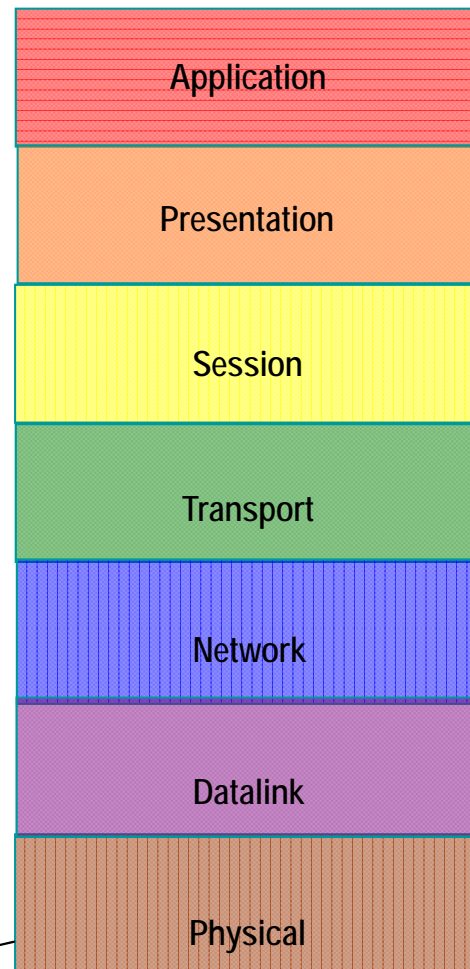 Application
Presentation
Session
Transport
Network
Datalink
Physical